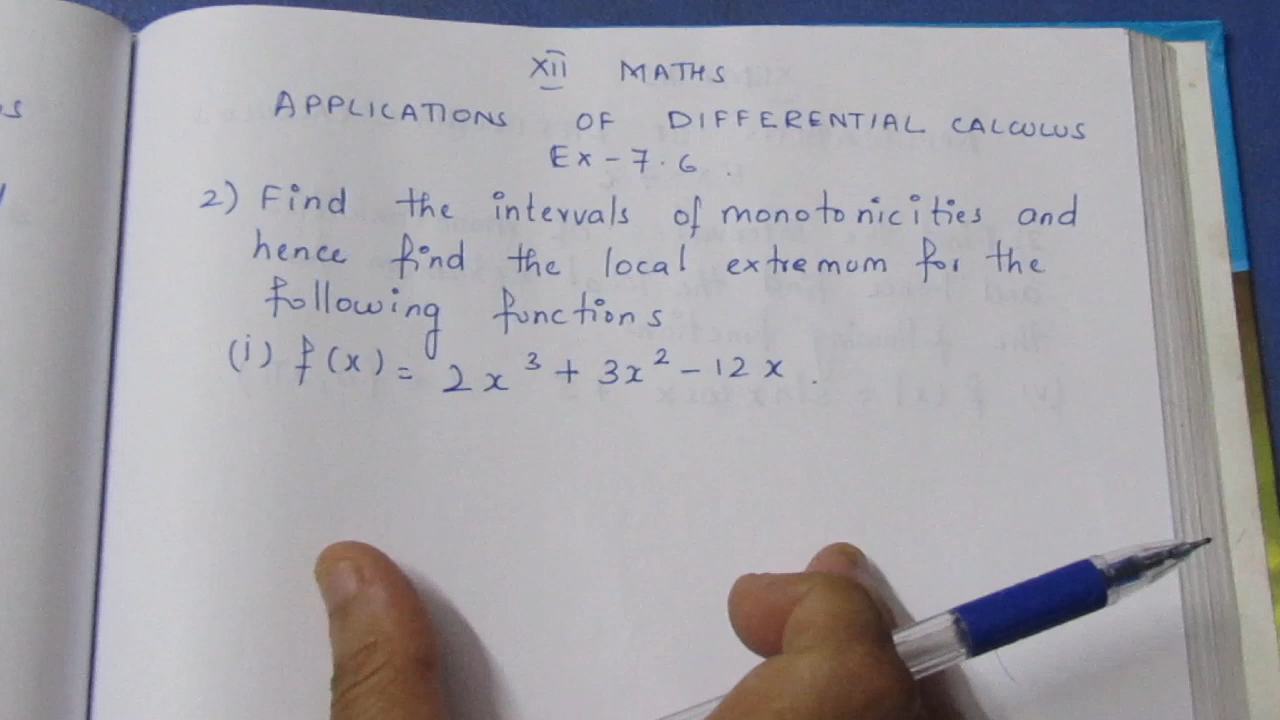 XII MATHS
APPLICATIONS OF DIFFERENTIAL CALCULUS
Ex - 7.6.
2) Find the intervals of monotonicities and
hence find the local extremum for the
following functions
(i) f(x) = 2x³ + 3x² - 12x.